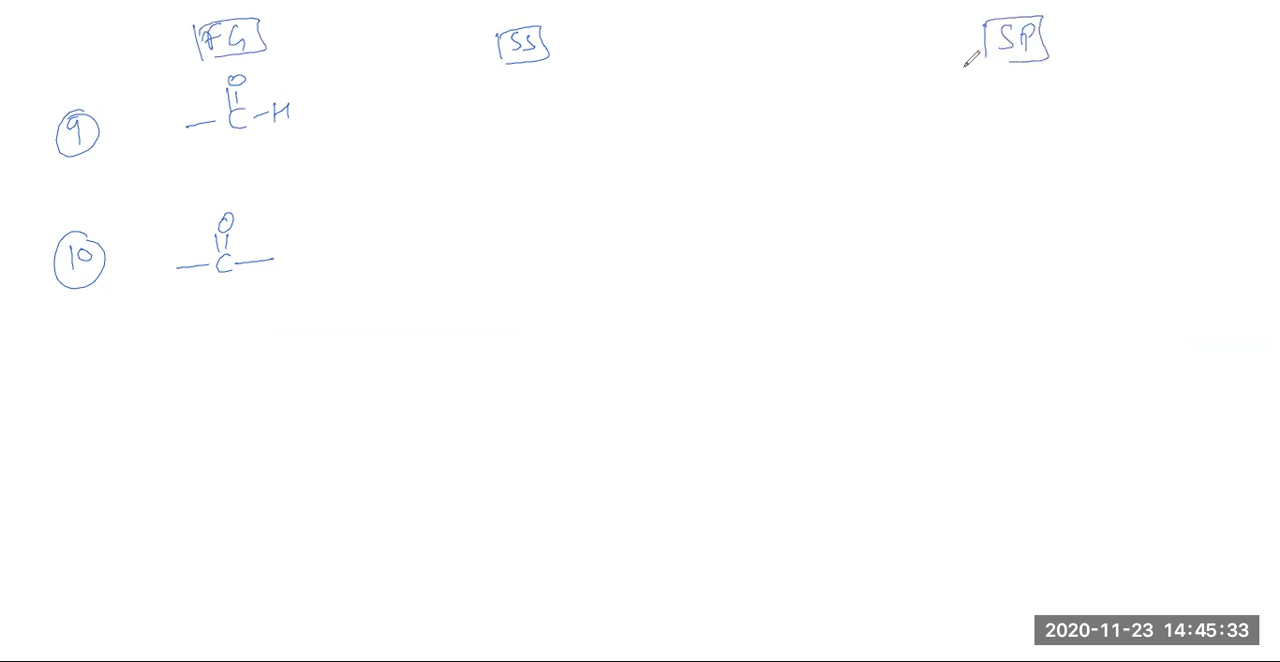 FG SS SP
9
O
— C – H
||
10
O
||
— C —
2020-11-23 14:45:33